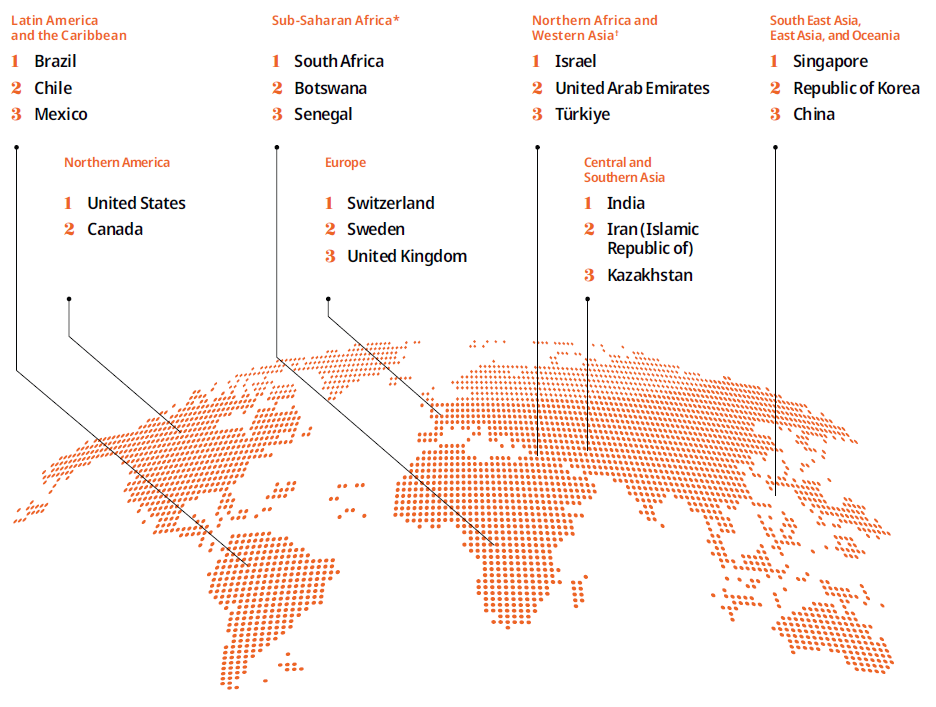 Latin America
and the Caribbean
1 Brazil
2 Chile
3 Mexico
Sub-Saharan Africa*
1 South Africa
2 Botswana
3 Senegal
Northern Africa and
Western Asia†
1 Israel
2 United Arab Emirates
3 Türkiye
South East Asia,
East Asia, and Oceania
1 Singapore
2 Republic of Korea
3 China
Northern America
1 United States
2 Canada
Europe
1 Switzerland
2 Sweden
3 United Kingdom
Central and
Southern Asia
1 India
2 Iran (Islamic
Republic of)
3 Kazakhstan